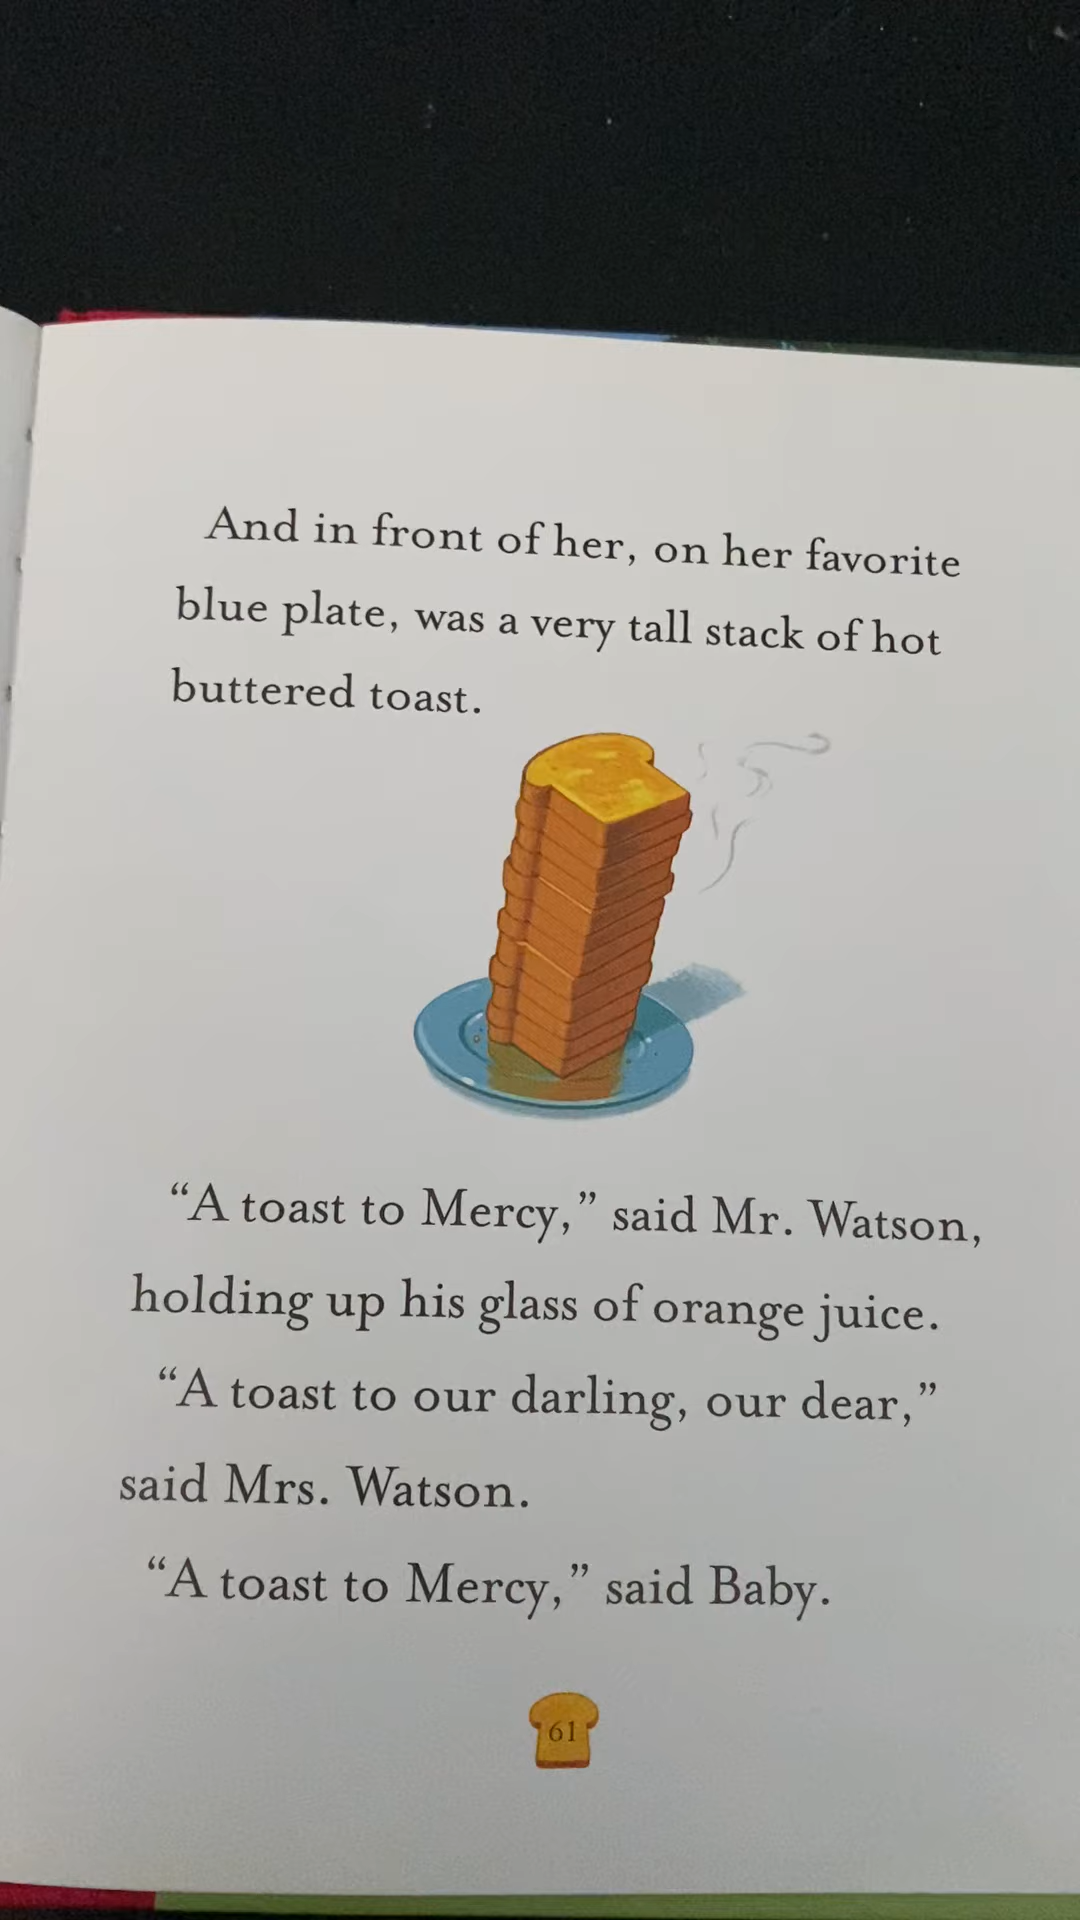 And in front of her, on her favorite
blue plate, was a very tall stack of hot
buttered toast.
“A toast to Mercy,” said Mr. Watson,
holding up his glass of orange juice.
“A toast to our darling, our dear,”
said Mrs. Watson.
“A toast to Mercy,” said Baby.
61